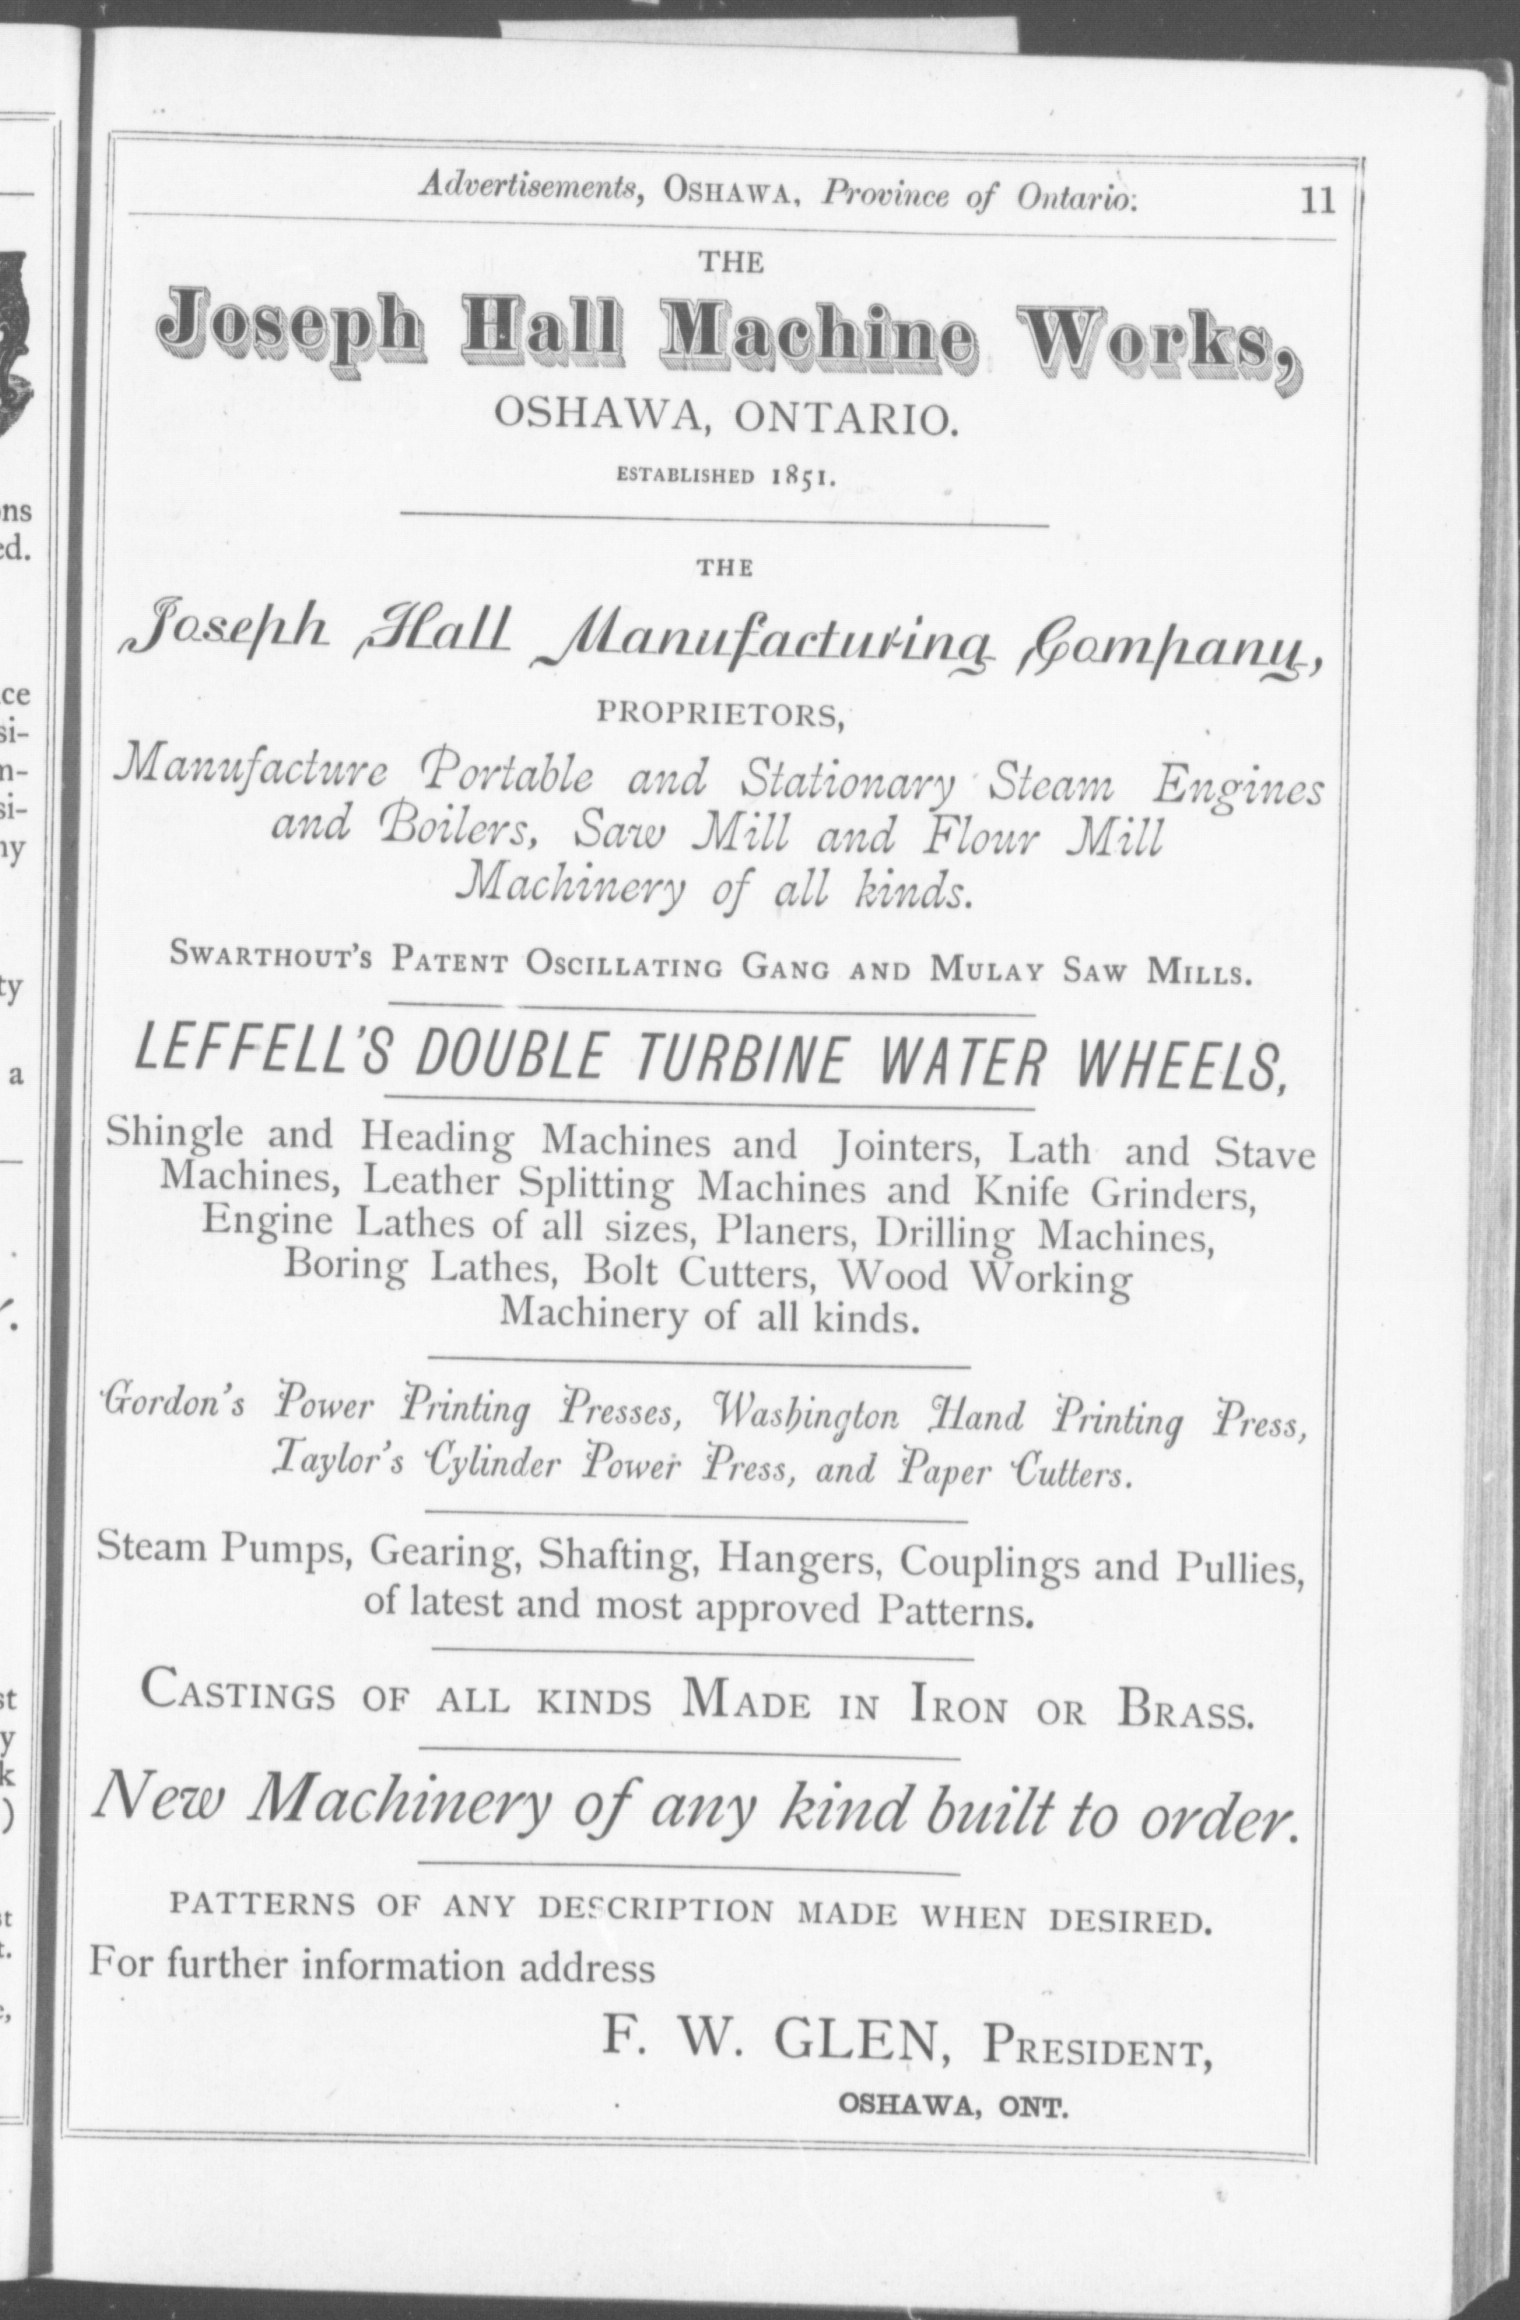 Advertisements, OSHAWA, Province of Ontario. 11
THE
Joseph Hall Machine Works,
OSHAWA, ONTARIO.
ESTABLISHED 1851.
THE
Joseph Hall Manufacturing Company,
PROPRIETORS,
Manufacture Portable and Stationary Steam Engines
and Boilers, Saw Mill and Flour Mill
Machinery of all kinds.
SWARTHOUT'S PATENT OSCILLATING GANG AND MULAY SAW MILLS.
LEFFELL'S DOUBLE TURBINE WATER WHEELS,
Shingle and Heading Machines and Jointers, Lath and Stave
Machines, Leather Splitting Machines and Knife Grinders,
Engine Lathes of all sizes, Planers, Drilling Machines,
Boring Lathes, Bolt Cutters, Wood Working
Machinery of all kinds.
Gordon's Power Printing Presses, Washington Hand Printing Press,
Taylor's Cylinder Power Press, and Paper Cutters.
Steam Pumps, Gearing, Shafting, Hangers, Couplings and Pullies,
of latest and most approved Patterns.
CASTINGS OF ALL KINDS MADE IN IRON OR BRASS.
New Machinery of any kind built to order.
PATTERNS OF ANY DESCRIPTION MADE WHEN DESIRED.
For further information address
F. W. GLEN, PRESIDENT,
OSHAWA, ONT.